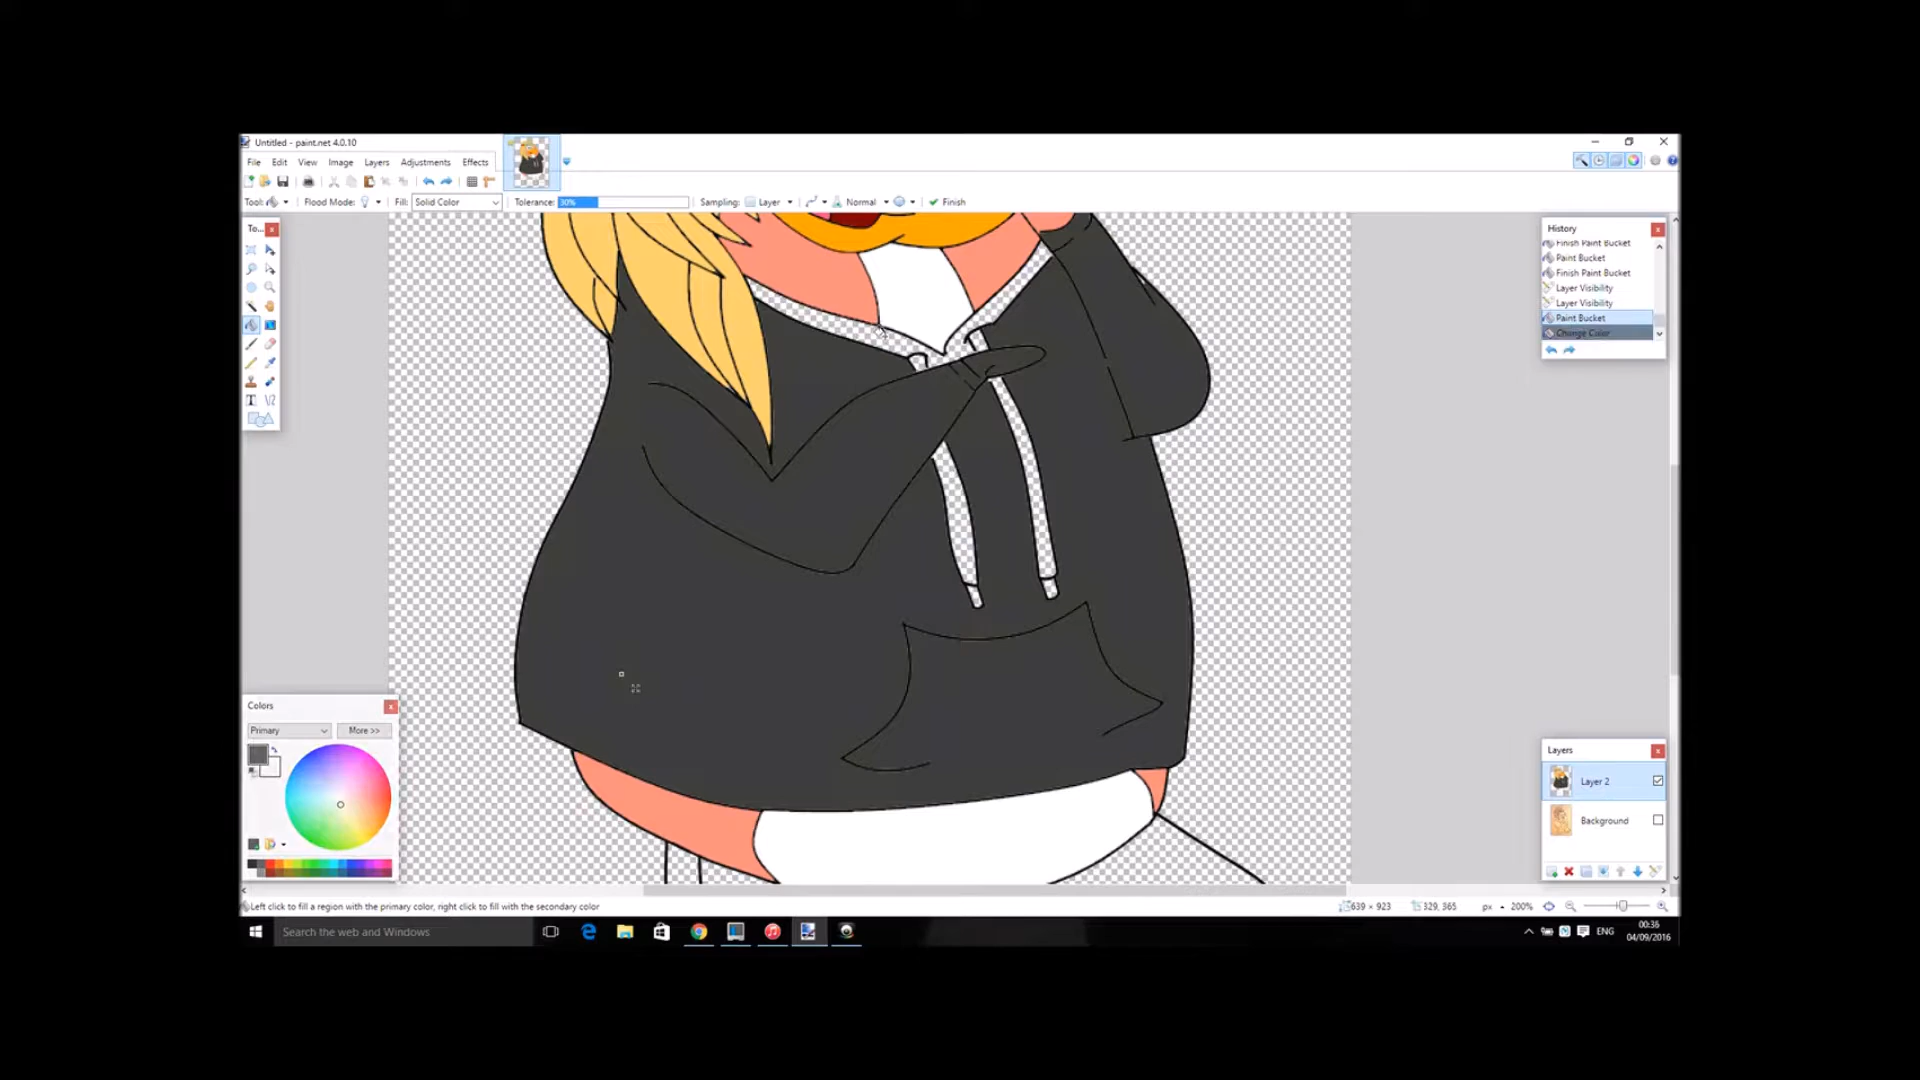 Untitled - paint.net 4.0.10
File Edit View Image Layers Adjustments Effects
Tool: Flood Mode: Fill: Solid Color Tolerance: 30% Sampling: Layer Normal Finish
To...
History
Finish Paint Bucket
Paint Bucket
Finish Paint Bucket
Layer Visibility
Layer Visibility
Paint Bucket
Change Color
Colors
Primary More >>
Layers
Layer 2
Background
Left click to fill a region with the primary color, right click to fill with the secondary color
639 × 923 329, 365 px 200%
Search the web and Windows
ENG
00:36
04/09/2016